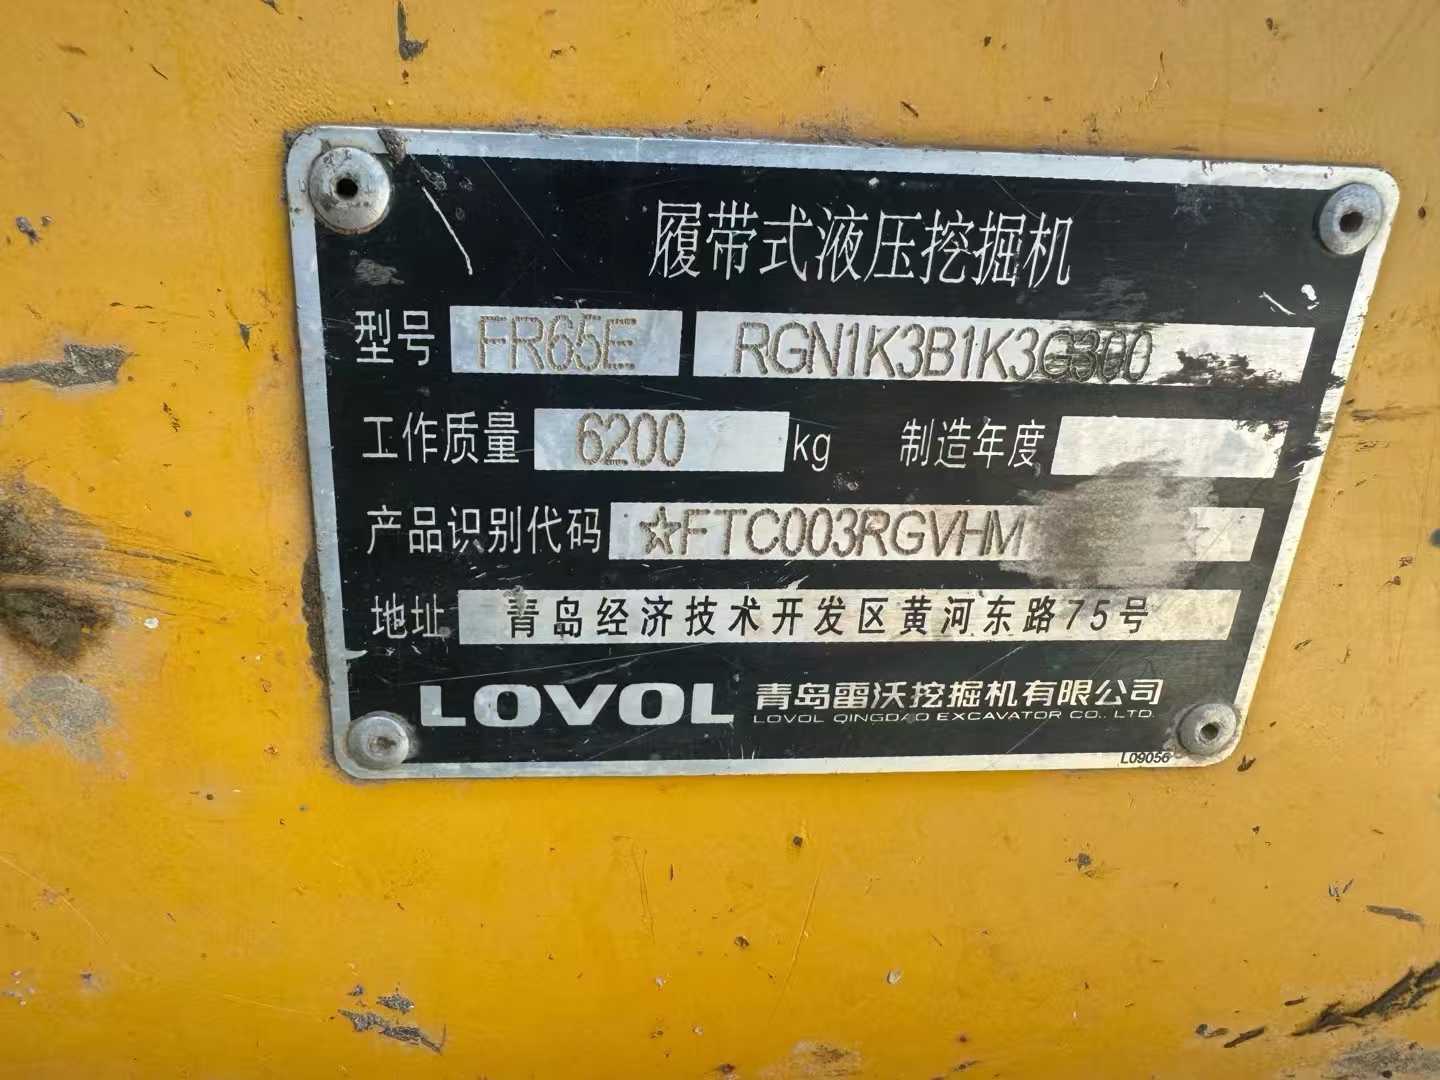 履带式液压挖掘机
型号 FR65E RGN1K3B1K3G300
工作质量 6200 kg 制造年度
产品识别代码 ☆FTC003RGVHM
地址 青岛经济技术开发区黄河东路75号
LOVOL 青岛雷沃挖掘机有限公司
LOVOL QINGDAO EXCAVATOR CO., LTD.
L09056